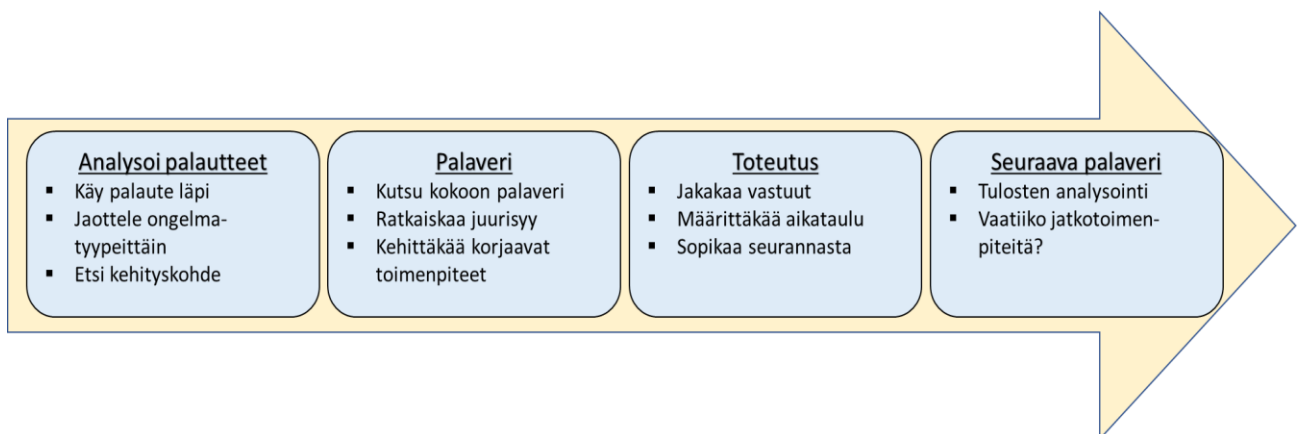 Analysoi palautteet
▪ Käy palaute läpi
▪ Jaottele ongelma-
tyypeittäin
▪ Etsi kehityskohde
Palaveri
▪ Kutsu kokoon palaveri
▪ Ratkaiskaa juurisyy
▪ Kehittäkää korjaavat
toimenpiteet
Toteutus
▪ Jakakaa vastuut
▪ Määrittäkää aikataulu
▪ Sopikaa seurannasta
Seuraava palaveri
▪ Tulosten analysointi
▪ Vaatiiko jatkotoimen-
piteitä?